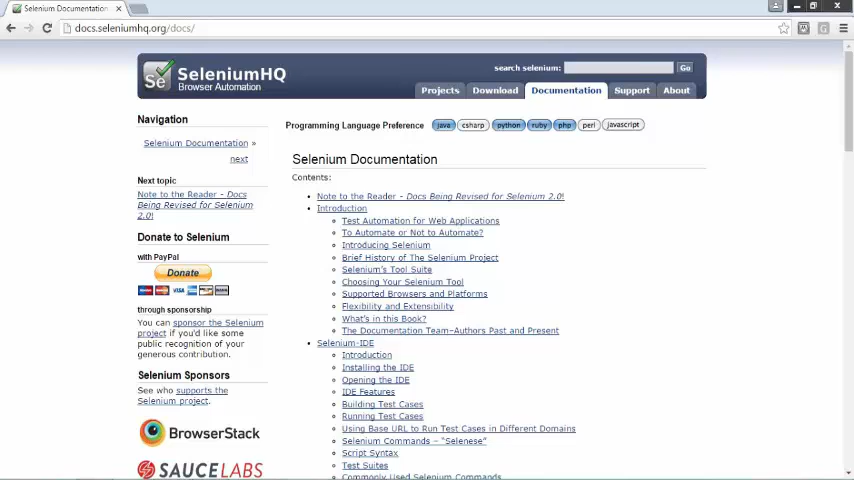 Selenium Documentation
docs.seleniumhq.org/docs/
Se
SeleniumHQ
Browser Automation
search selenium:
Go
Projects
Download
Documentation
Support
About
Navigation
Selenium Documentation »
next
Next topic
Note to the Reader - Docs
Being Revised for Selenium
2.0!
Donate to Selenium
with PayPal
Donate
VISA
through sponsorship
You can sponsor the Selenium
project if you'd like some
public recognition of your
generous contribution.
Selenium Sponsors
See who supports the
Selenium project.
BrowserStack
SAUCELABS
Programming Language Preference java csharp python ruby php perl javascript
Selenium Documentation
Contents:
Note to the Reader - Docs Being Revised for Selenium 2.0!
Introduction
Test Automation for Web Applications
To Automate or Not to Automate?
Introducing Selenium
Brief History of The Selenium Project
Selenium's Tool Suite
Choosing Your Selenium Tool
Supported Browsers and Platforms
Flexibility and Extensibility
What's in this Book?
The Documentation Team–Authors Past and Present
Selenium-IDE
Introduction
Installing the IDE
Opening the IDE
IDE Features
Building Test Cases
Running Test Cases
Using Base URL to Run Test Cases in Different Domains
Selenium Commands – "Selenese"
Script Syntax
Test Suites
Commonly Used Selenium Commands